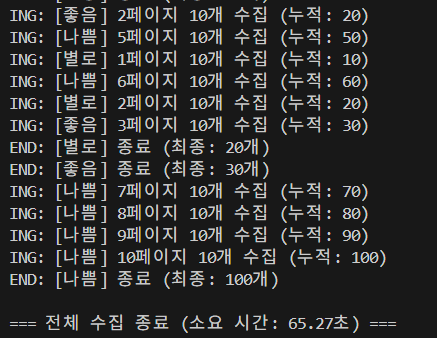 ING: [좋음] 2페이지 10개 수집 (누적: 20)
ING: [나쁨] 5페이지 10개 수집 (누적: 50)
ING: [별로] 1페이지 10개 수집 (누적: 10)
ING: [나쁨] 6페이지 10개 수집 (누적: 60)
ING: [별로] 2페이지 10개 수집 (누적: 20)
ING: [좋음] 3페이지 10개 수집 (누적: 30)
END: [별로] 종료 (최종: 20개)
END: [좋음] 종료 (최종: 30개)
ING: [나쁨] 7페이지 10개 수집 (누적: 70)
ING: [나쁨] 8페이지 10개 수집 (누적: 80)
ING: [나쁨] 9페이지 10개 수집 (누적: 90)
ING: [나쁨] 10페이지 10개 수집 (누적: 100)
END: [나쁨] 종료 (최종: 100개)
=== 전체 수집 종료 (소요 시간: 65.27초) ===